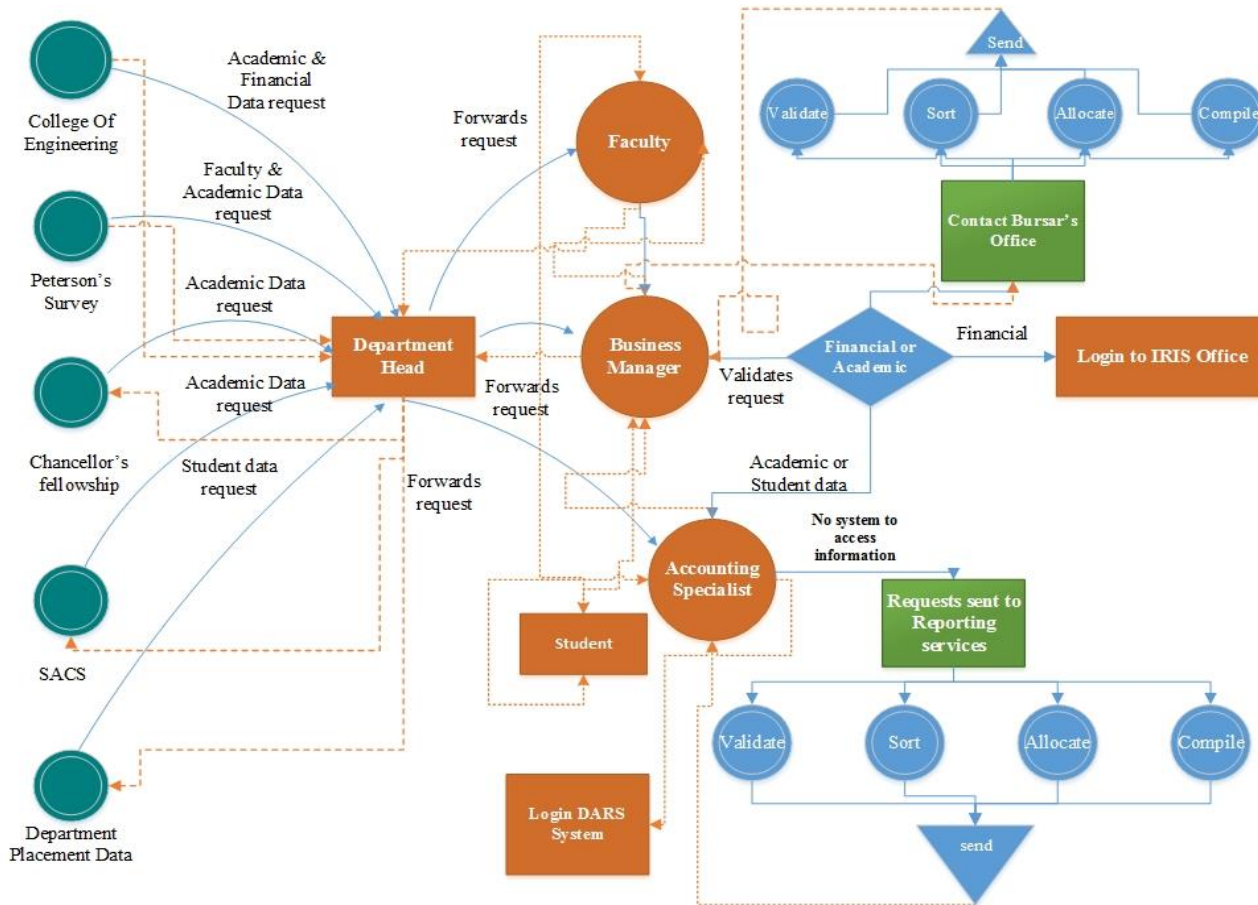 Academic &
Financial
Data request
College Of
Engineering
Faculty &
Academic Data
request
Peterson's
Survey
Academic Data
request
Chancellor's
fellowship
Academic Data
request
SACS
Student data
request
Department
Placement Data
Department
Head
Forwards
request
Forwards
request
Forwards
request
Faculty
Business
Manager
Validates
request
Financial or
Academic
Financial
Login to IRIS Office
Contact Bursar's
Office
Validate
Sort
Allocate
Compile
Send
Academic or
Student data
Accounting
Specialist
No system to
access
information
Requests sent to
Reporting
services
Student
Login DARS
System
Validate
Sort
Allocate
Compile
send